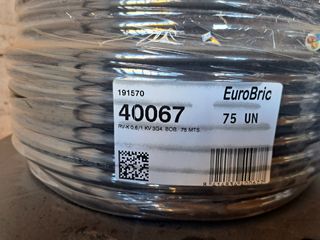 191570
EuroBric
40067
75 UN
RV-K 0,6/1 KV 3G4 BOB. 75 MTS.